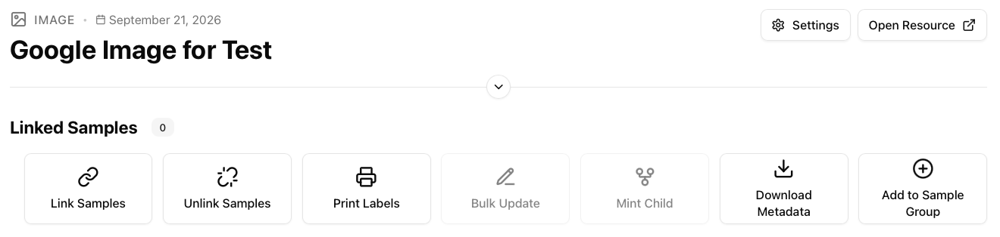 IMAGE • September 21, 2026
Settings
Open Resource
Google Image for Test
Linked Samples 0
Link Samples
Unlink Samples
Print Labels
Bulk Update
Mint Child
Download
Metadata
Add to Sample
Group